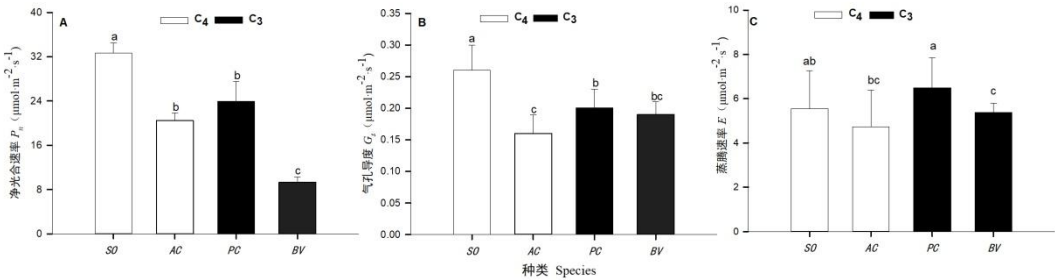 A
C4 C3
净光合速率 Pn (μmol·m-2·s-1)
40
32
24
16
8
0
a
b
b
c
SO AC PC BV
B
C4 C3
气孔导度 Gs (μmol·m-2·s-1)
0.35
0.30
0.25
0.20
0.15
0.10
0.05
0.00
a
c
b
bc
SO AC PC BV
C
C4 C3
蒸腾速率 E (μmol·m-2·s-1)
10
8
6
4
2
0
ab
bc
a
c
SO AC PC BV
种类 Species